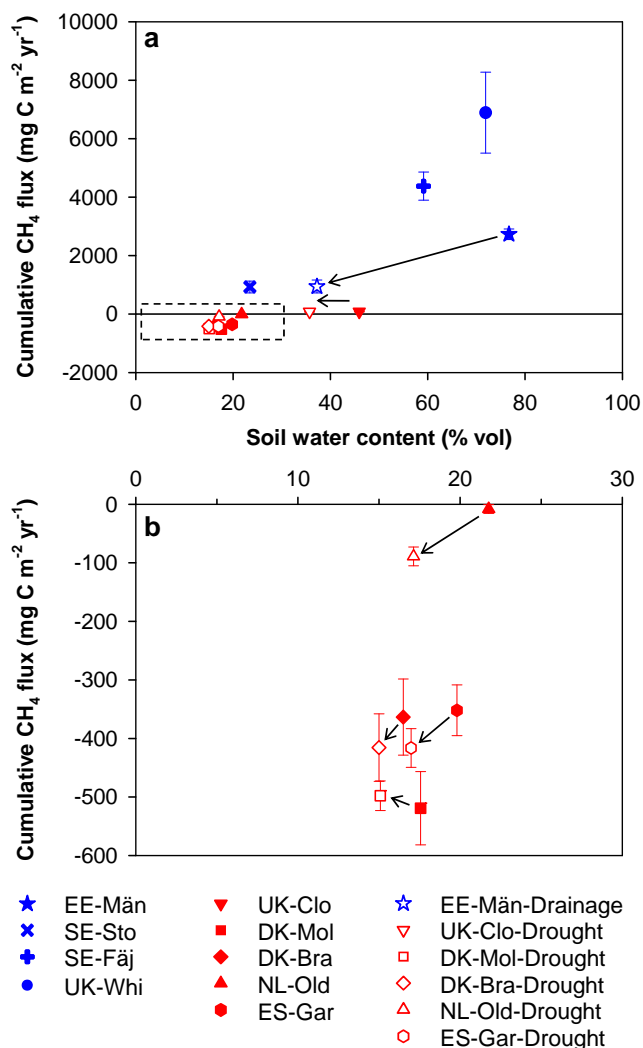 a
Cumulative CH₄ flux (mg C m⁻² yr⁻¹)
10000
8000
6000
4000
2000
0
-2000
0 20 40 60 80 100
Soil water content (% vol)
0 10 20 30
b
Cumulative CH₄ flux (mg C m⁻² yr⁻¹)
0
-100
-200
-300
-400
-500
-600
EE-Män
SE-Sto
SE-Fäj
UK-Whi
UK-Clo
DK-Mol
DK-Bra
NL-Old
ES-Gar
EE-Män-Drainage
UK-Clo-Drought
DK-Mol-Drought
DK-Bra-Drought
NL-Old-Drought
ES-Gar-Drought